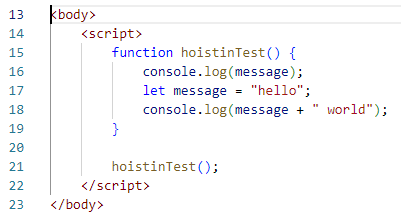 13 <body>
14     <script>
15         function hoistinTest() {
16             console.log(message);
17             let message = "hello";
18             console.log(message + " world");
19         }
20
21         hoistinTest();
22     </script>
23 </body>